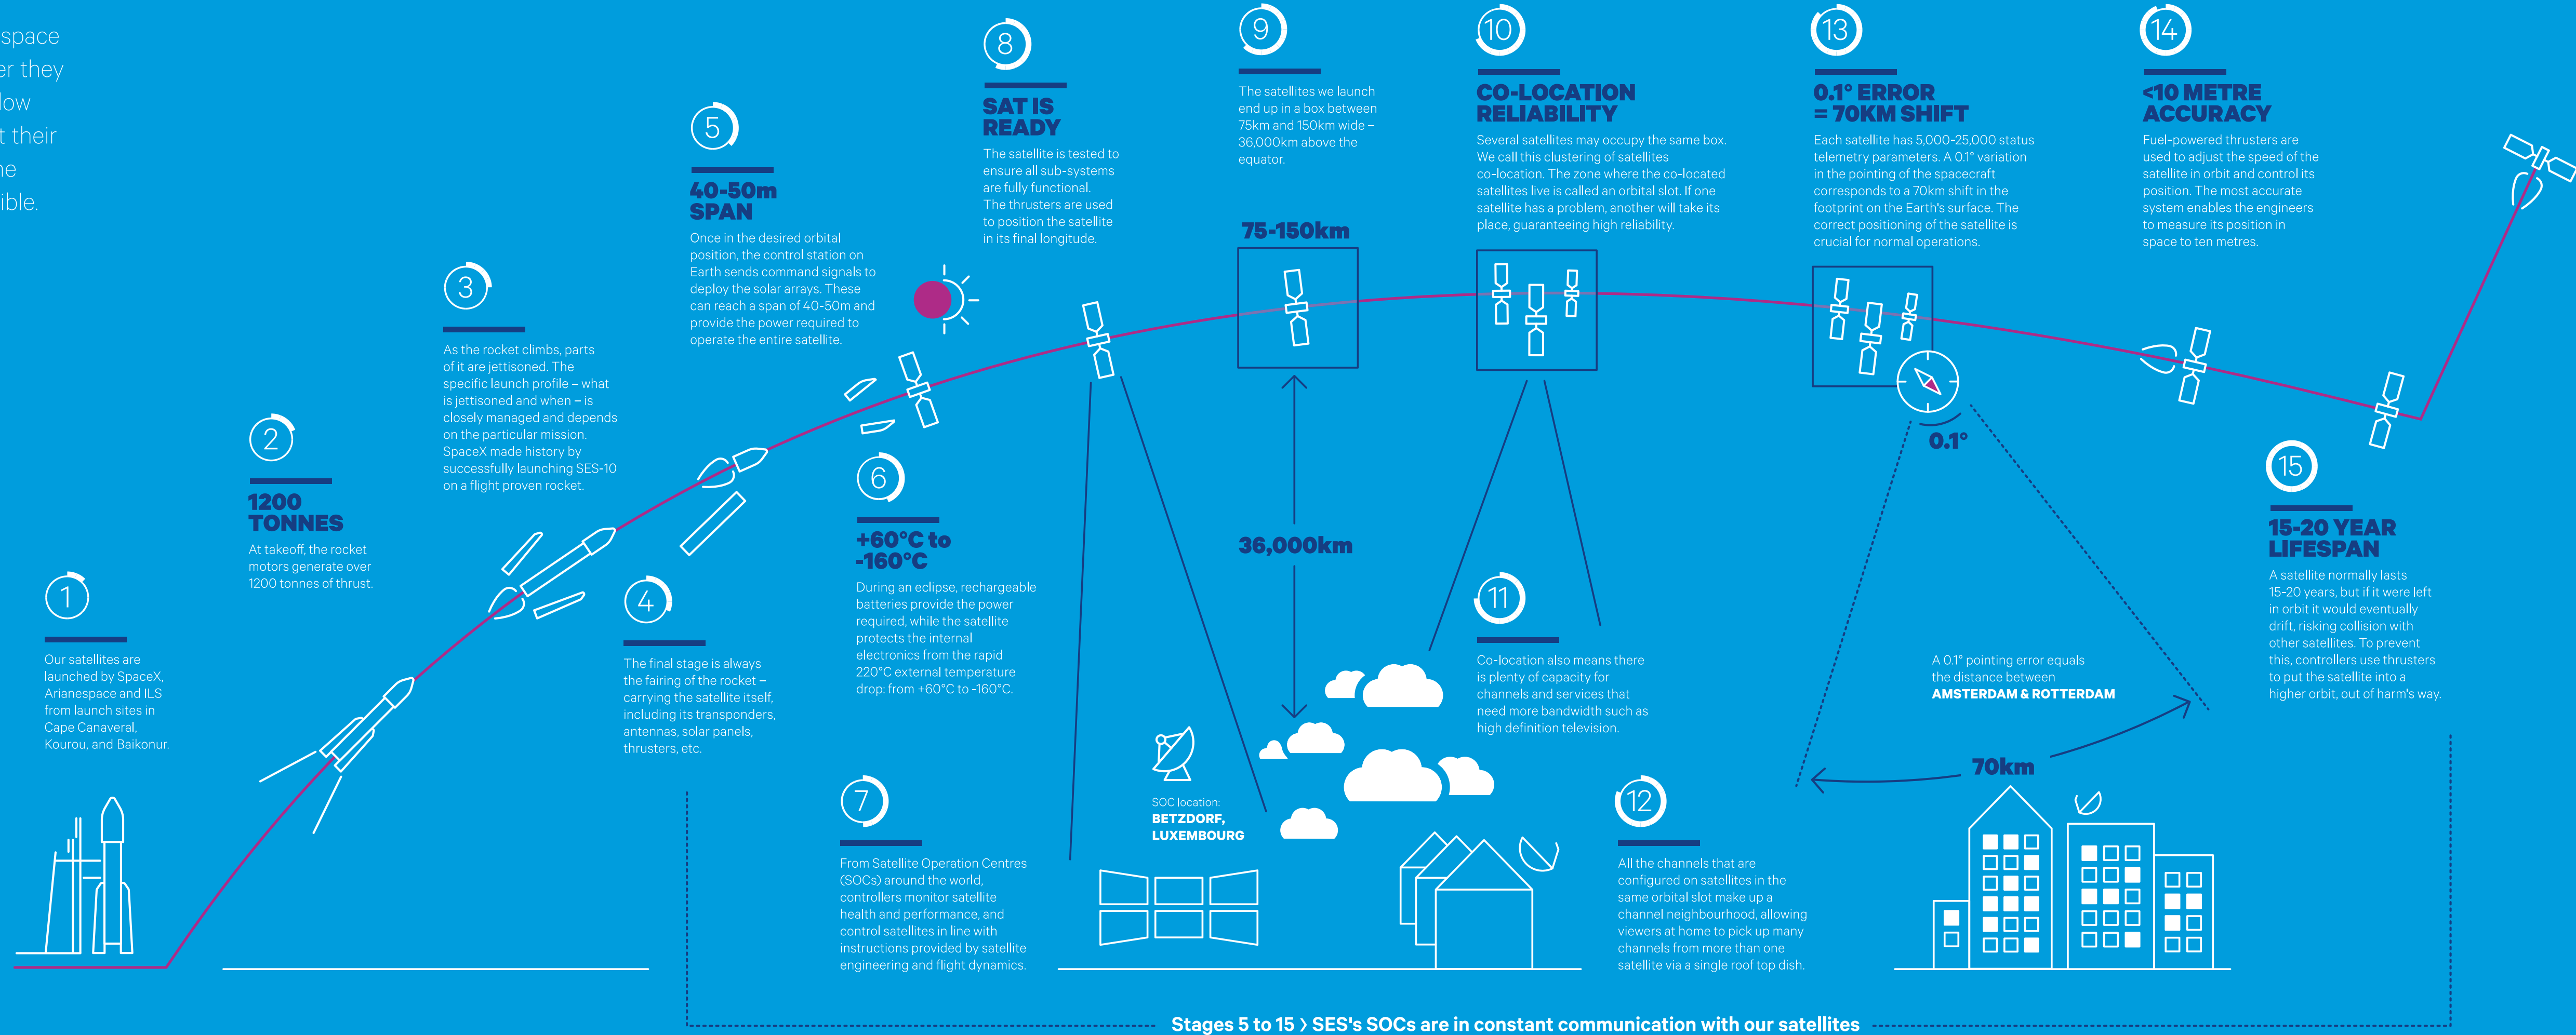 space
er they
low
t their
ne
ible.
1
Our satellites are
launched by SpaceX,
Arianespace and ILS
from launch sites in
Cape Canaveral,
Kourou, and Baikonur.
2
1200
TONNES
At takeoff, the rocket
motors generate over
1200 tonnes of thrust.
3
As the rocket climbs, parts
of it are jettisoned. The
specific launch profile – what
is jettisoned and when – is
closely managed and depends
on the particular mission.
SpaceX made history by
successfully launching SES-10
on a flight proven rocket.
4
The final stage is always
the fairing of the rocket –
carrying the satellite itself,
including its transponders,
antennas, solar panels,
thrusters, etc.
5
40-50m
SPAN
Once in the desired orbital
position, the control station on
Earth sends command signals to
deploy the solar arrays. These
can reach a span of 40-50m and
provide the power required to
operate the entire satellite.
6
+60°C to
-160°C
During an eclipse, rechargeable
batteries provide the power
required, while the satellite
protects the internal
electronics from the rapid
220°C external temperature
drop: from +60°C to -160°C.
7
From Satellite Operation Centres
(SOCs) around the world,
controllers monitor satellite
health and performance, and
control satellites in line with
instructions provided by satellite
engineering and flight dynamics.
SOC location:
BETZDORF,
LUXEMBOURG
8
SAT IS
READY
The satellite is tested to
ensure all sub-systems
are fully functional.
The thrusters are used
to position the satellite
in its final longitude.
9
The satellites we launch
end up in a box between
75km and 150km wide –
36,000km above the
equator.
75-150km
36,000km
10
CO-LOCATION
RELIABILITY
Several satellites may occupy the same box.
We call this clustering of satellites
co-location. The zone where the co-located
satellites live is called an orbital slot. If one
satellite has a problem, another will take its
place, guaranteeing high reliability.
11
Co-location also means there
is plenty of capacity for
channels and services that
need more bandwidth such as
high definition television.
12
All the channels that are
configured on satellites in the
same orbital slot make up a
channel neighbourhood, allowing
viewers at home to pick up many
channels from more than one
satellite via a single roof top dish.
13
0.1° ERROR
= 70KM SHIFT
Each satellite has 5,000-25,000 status
telemetry parameters. A 0.1° variation
in the pointing of the spacecraft
corresponds to a 70km shift in the
footprint on the Earth's surface. The
correct positioning of the satellite is
crucial for normal operations.
0.1°
A 0.1° pointing error equals
the distance between
AMSTERDAM & ROTTERDAM
70km
14
<10 METRE
ACCURACY
Fuel-powered thrusters are
used to adjust the speed of the
satellite in orbit and control its
position. The most accurate
system enables the engineers
to measure its position in
space to ten metres.
15
15-20 YEAR
LIFESPAN
A satellite normally lasts
15-20 years, but if it were left
in orbit it would eventually
drift, risking collision with
other satellites. To prevent
this, controllers use thrusters
to put the satellite into a
higher orbit, out of harm's way.
Stages 5 to 15 › SES's SOCs are in constant communication with our satellites